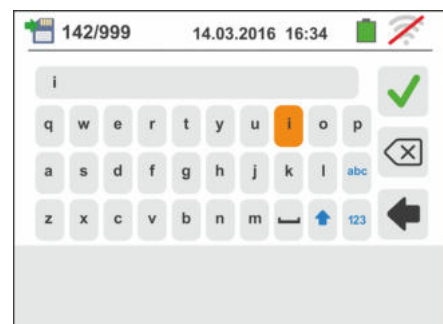 142/999 14.03.2016 16:34
i
q w e r t y u i o p
a s d f g h j k l abc
z x c v b n m 123